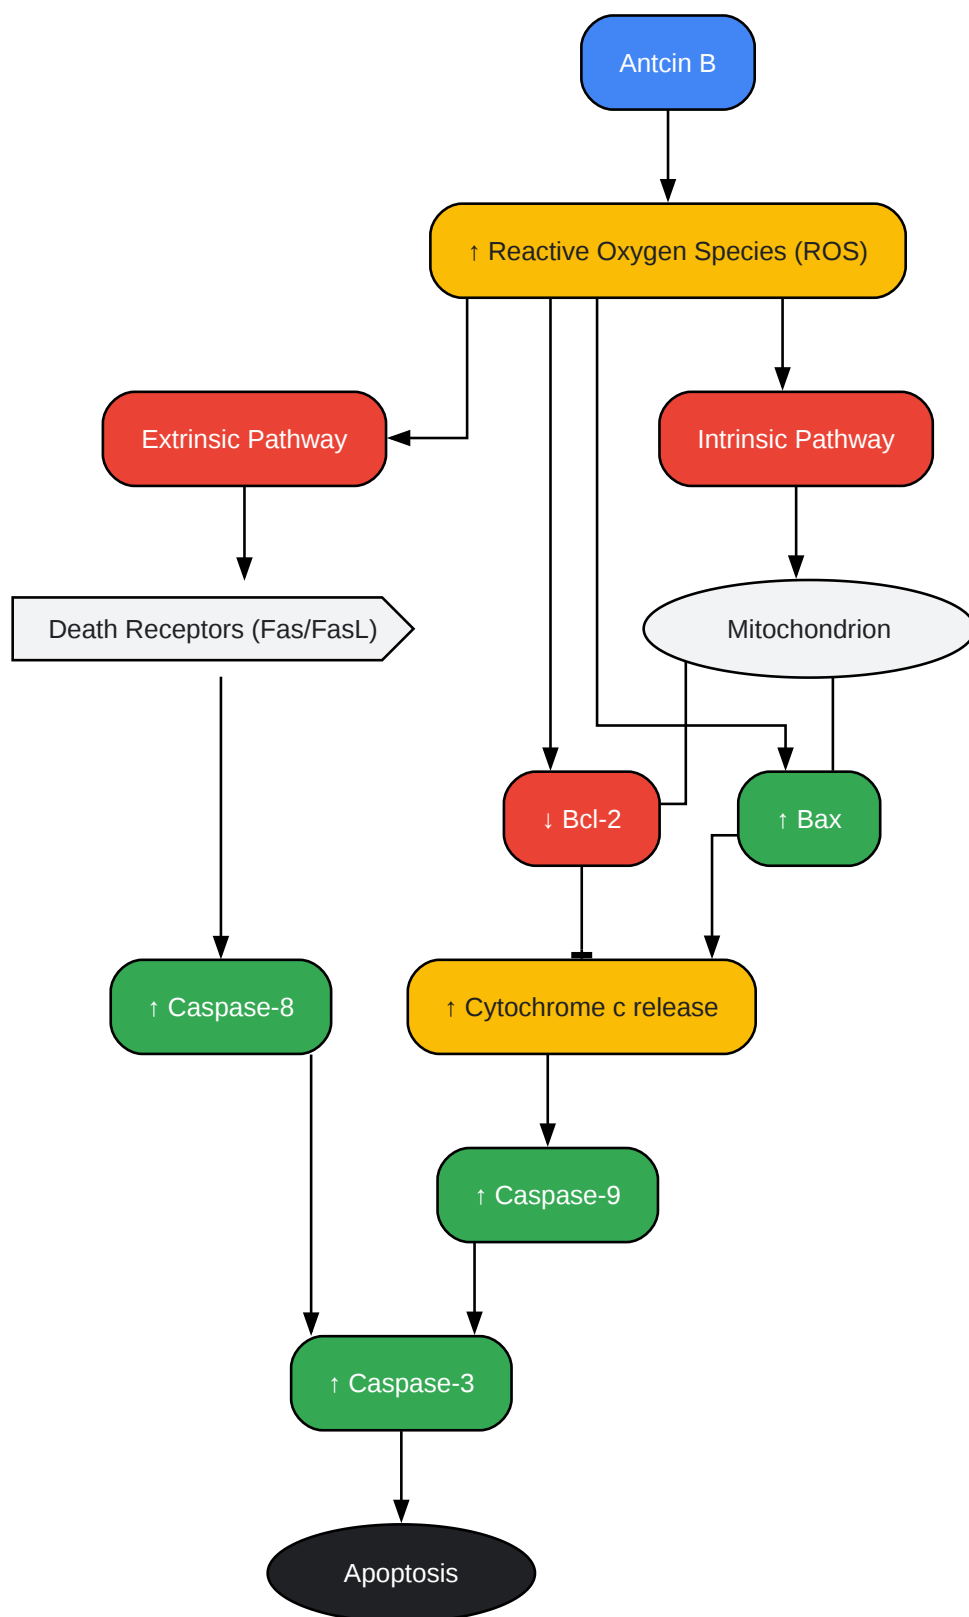 Antcin B
↑ Reactive Oxygen Species (ROS)
Extrinsic Pathway
Intrinsic Pathway
Death Receptors (Fas/FasL)
Mitochondrion
↓ Bcl-2
↑ Bax
↑ Caspase-8
↑ Cytochrome c release
↑ Caspase-9
↑ Caspase-3
Apoptosis